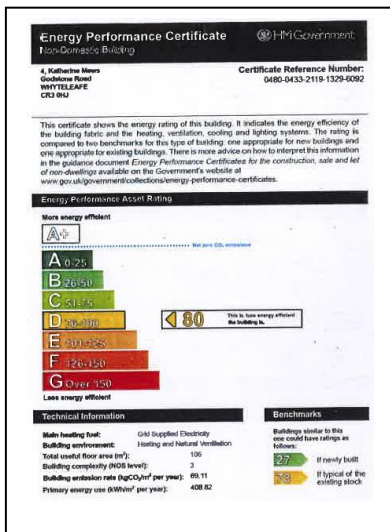 Energy Performance Certificate
HM Government
Non-Domestic Building
4, Katherine Mews
Godstone Road
WHYTELEAFE
CR3 0HJ
Certificate Reference Number:
0480-0433-2119-1329-6092
This certificate shows the energy rating of this building. It indicates the energy efficiency of
the building fabric and the heating, ventilation, cooling and lighting systems. The rating is
compared to two benchmarks for this type of building: one appropriate for new buildings and
one appropriate for existing buildings. There is more advice on how to interpret this information
in the guidance document Energy Performance Certificates for the construction, sale and let
of non-dwellings available on the Government's website at
www.gov.uk/government/collections/energy-performance-certificates.
Energy Performance Asset Rating
More energy efficient
A+
Net zero CO₂ emissions
A 0-25
B 26-50
C 51-75
D 76-100
80
This is how energy efficient
the building is.
E 101-125
F 126-150
G Over 150
Less energy efficient
Technical Information
Main heating fuel: Grid Supplied Electricity
Building environment: Heating and Natural Ventilation
Total useful floor area (m²): 106
Building complexity (NOS level): 3
Building emission rate (kgCO₂/m² per year): 69.11
Primary energy use (kWh/m² per year): 408.82
Benchmarks
Buildings similar to this
one could have ratings as
follows:
27 If newly built
78 If typical of the
existing stock